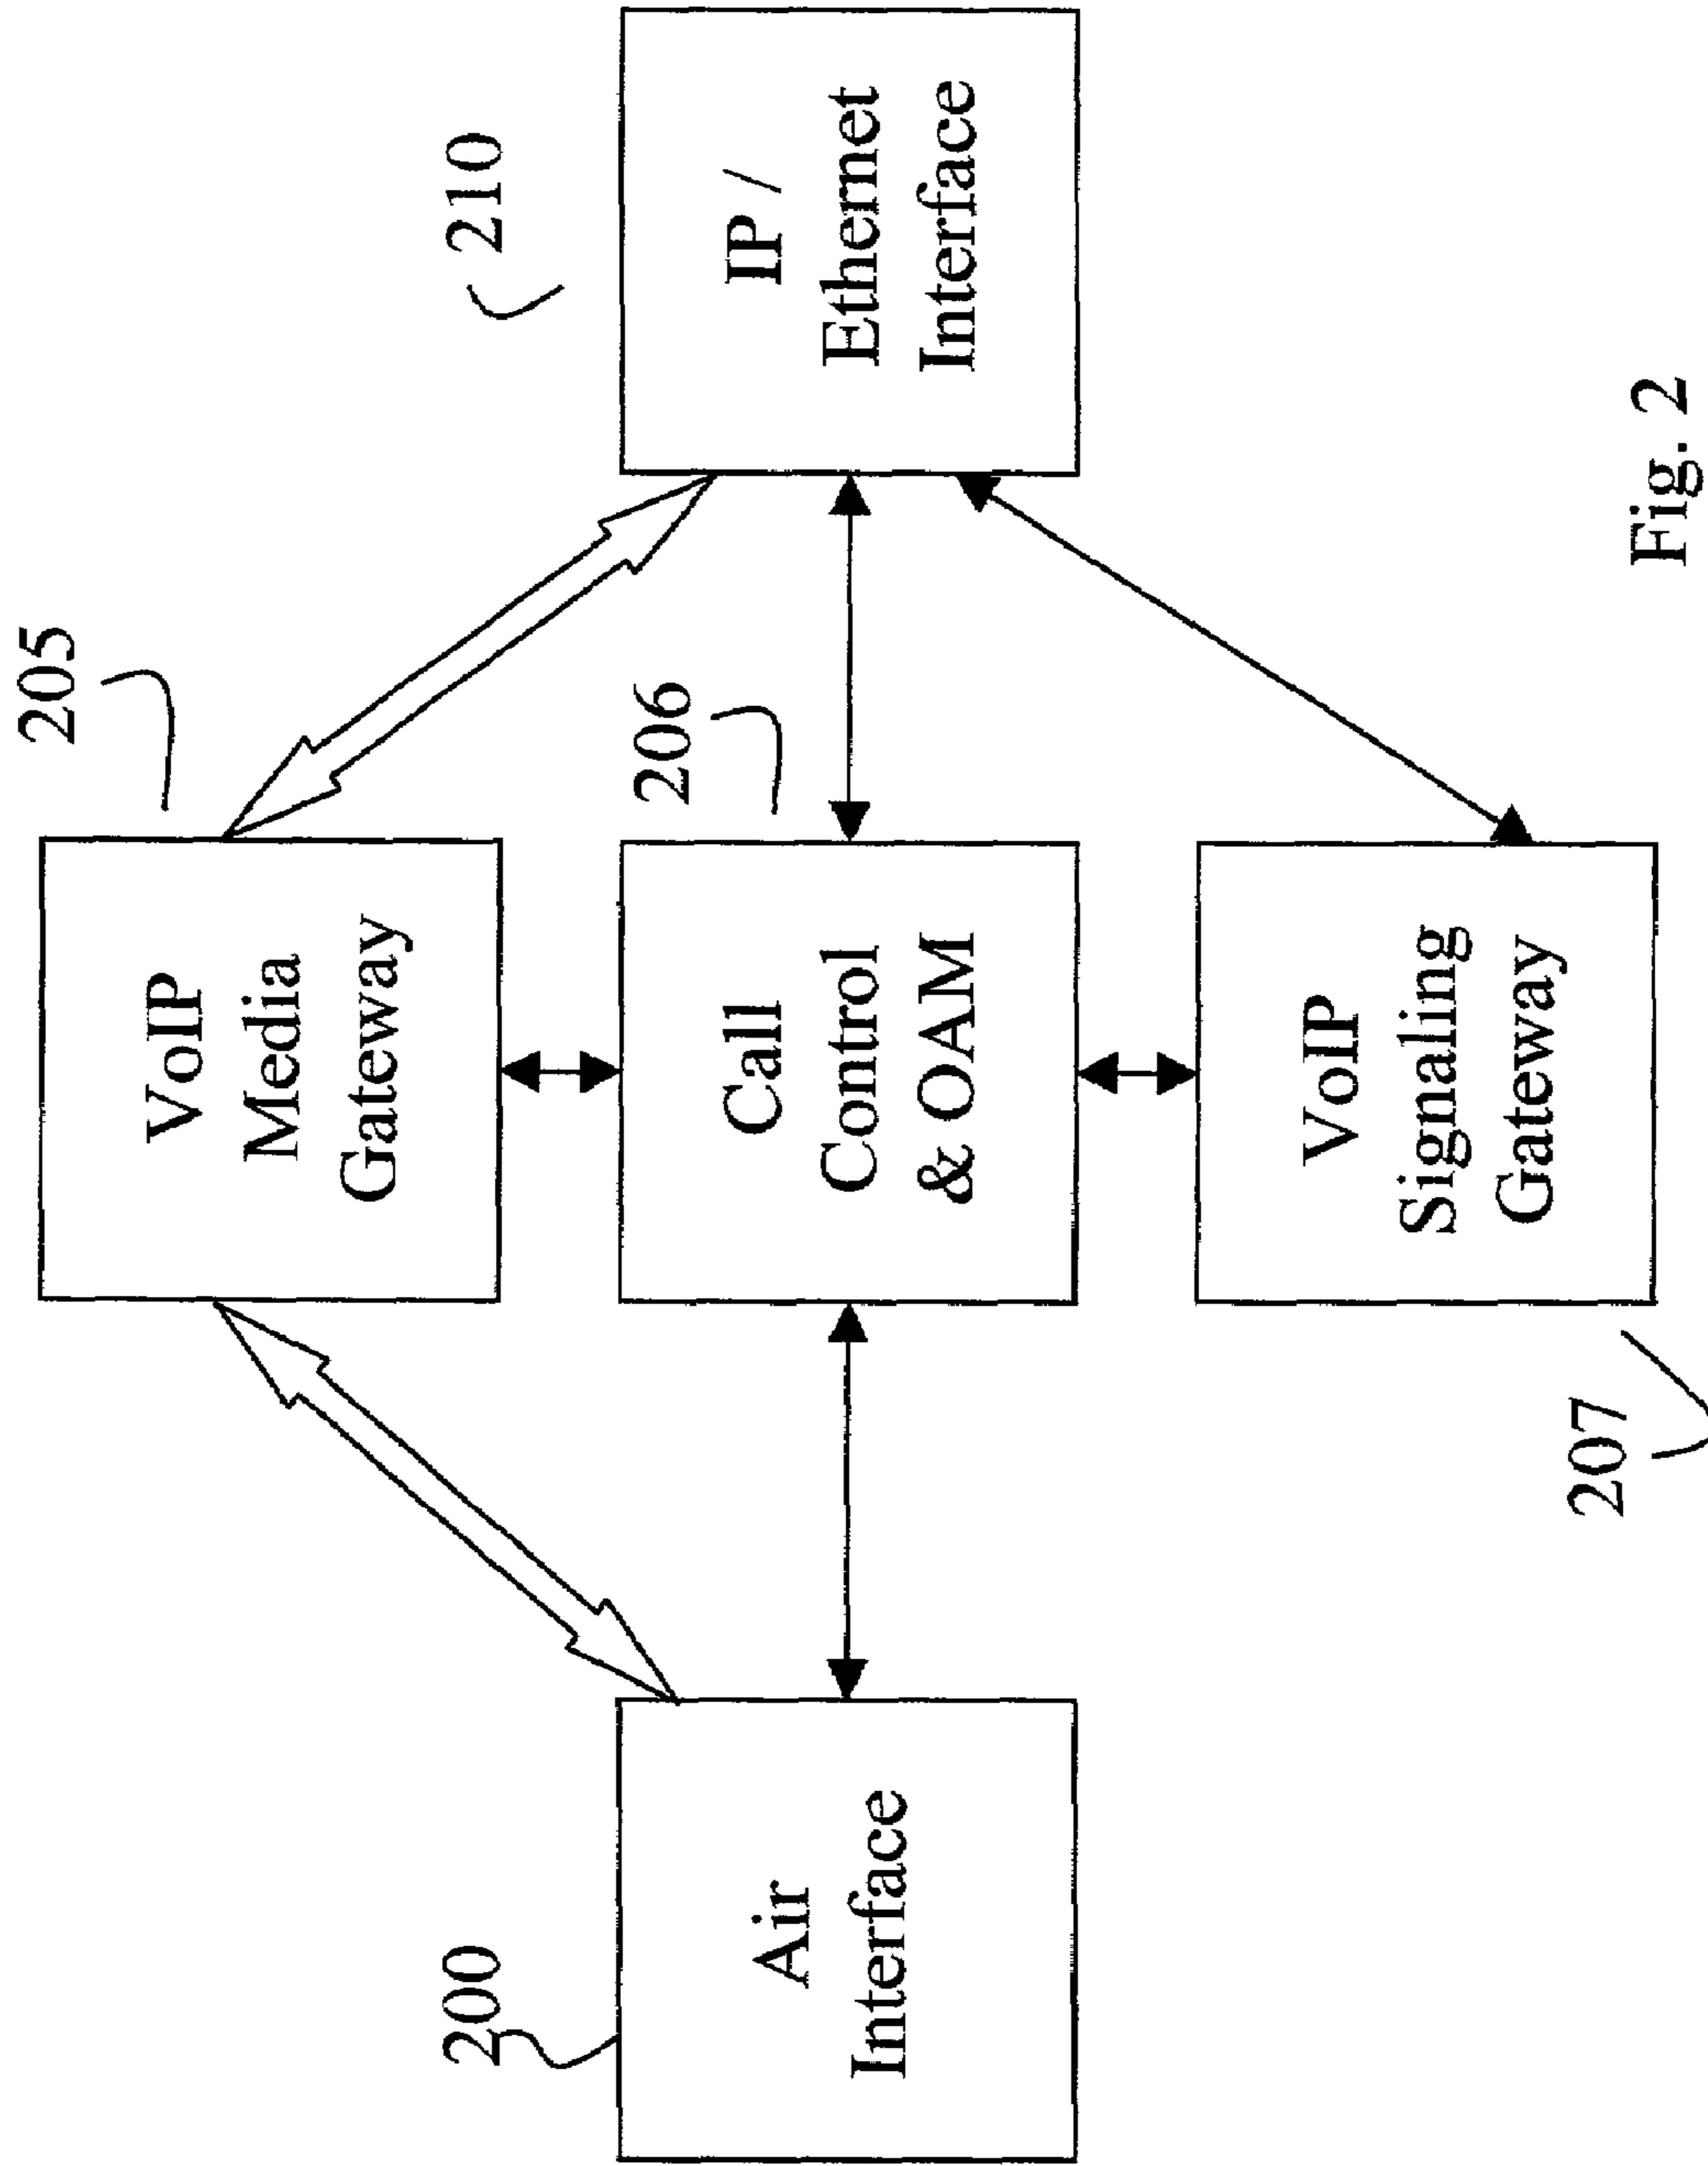 205
VoIP
Media
Gateway
200
Air
Interface
206
Call
Control
& OAM
210
IP /
Ethernet
Interface
207
VoIP
Signaling
Gateway
Fig. 2